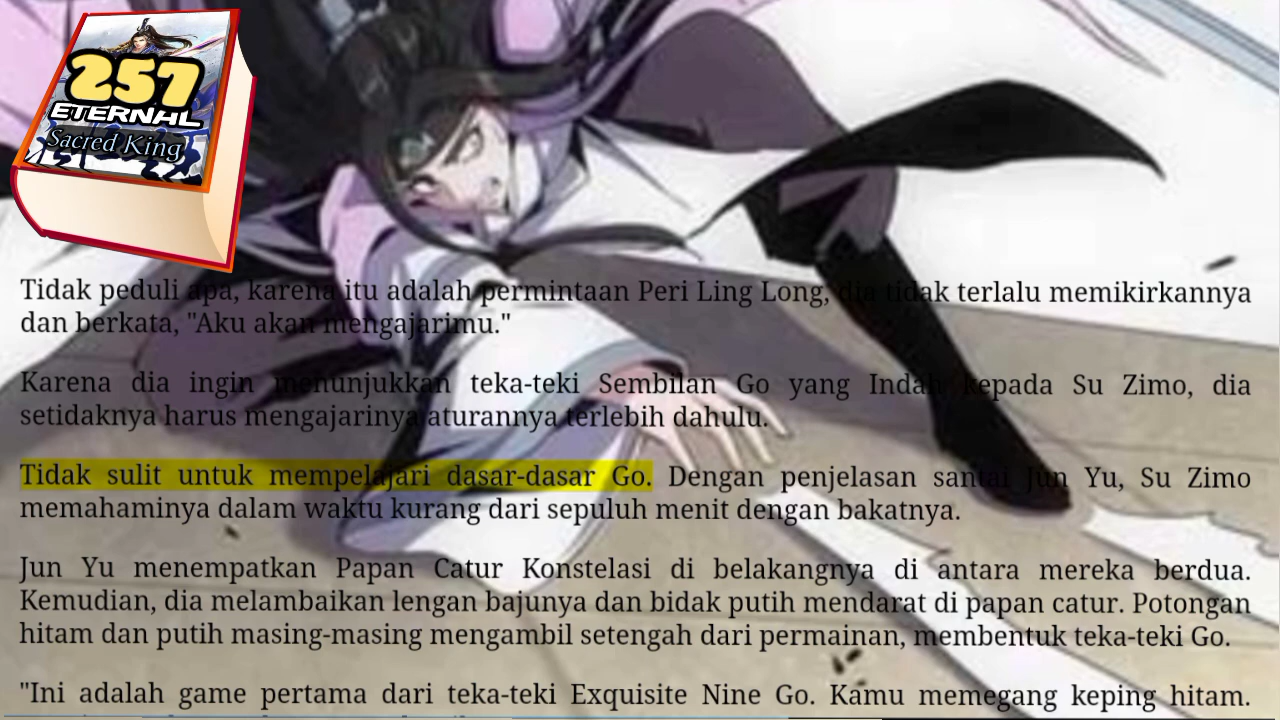 257
ETERNAL
Sacred King
Tidak peduli apa, karena itu adalah permintaan Peri Ling Long, dia tidak terlalu memikirkannya
dan berkata, "Aku akan mengajarimu."
Karena dia ingin menunjukkan teka-teki Sembilan Go yang Indah kepada Su Zimo, dia
setidaknya harus mengajarinya aturannya terlebih dahulu.
Tidak sulit untuk mempelajari dasar-dasar Go. Dengan penjelasan santai Jun Yu, Su Zimo
memahaminya dalam waktu kurang dari sepuluh menit dengan bakatnya.
Jun Yu menempatkan Papan Catur Konstelasi di belakangnya di antara mereka berdua.
Kemudian, dia melambaikan lengan bajunya dan bidak putih mendarat di papan catur. Potongan
hitam dan putih masing-masing mengambil setengah dari permainan, membentuk teka-teki Go.
"Ini adalah game pertama dari teka-teki Exquisite Nine Go. Kamu memegang keping hitam.